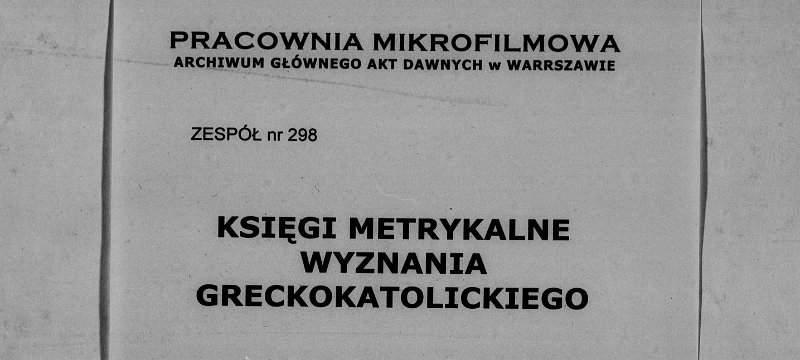 PRACOWNIA MIKROFILMOWA
ARCHIWUM GŁÓWNEGO AKT DAWNYCH w WARRSZAWIE
ZESPÓŁ nr 298
KSIĘGI METRYKALNE
WYZNANIA
GRECKOKATOLICKIEGO